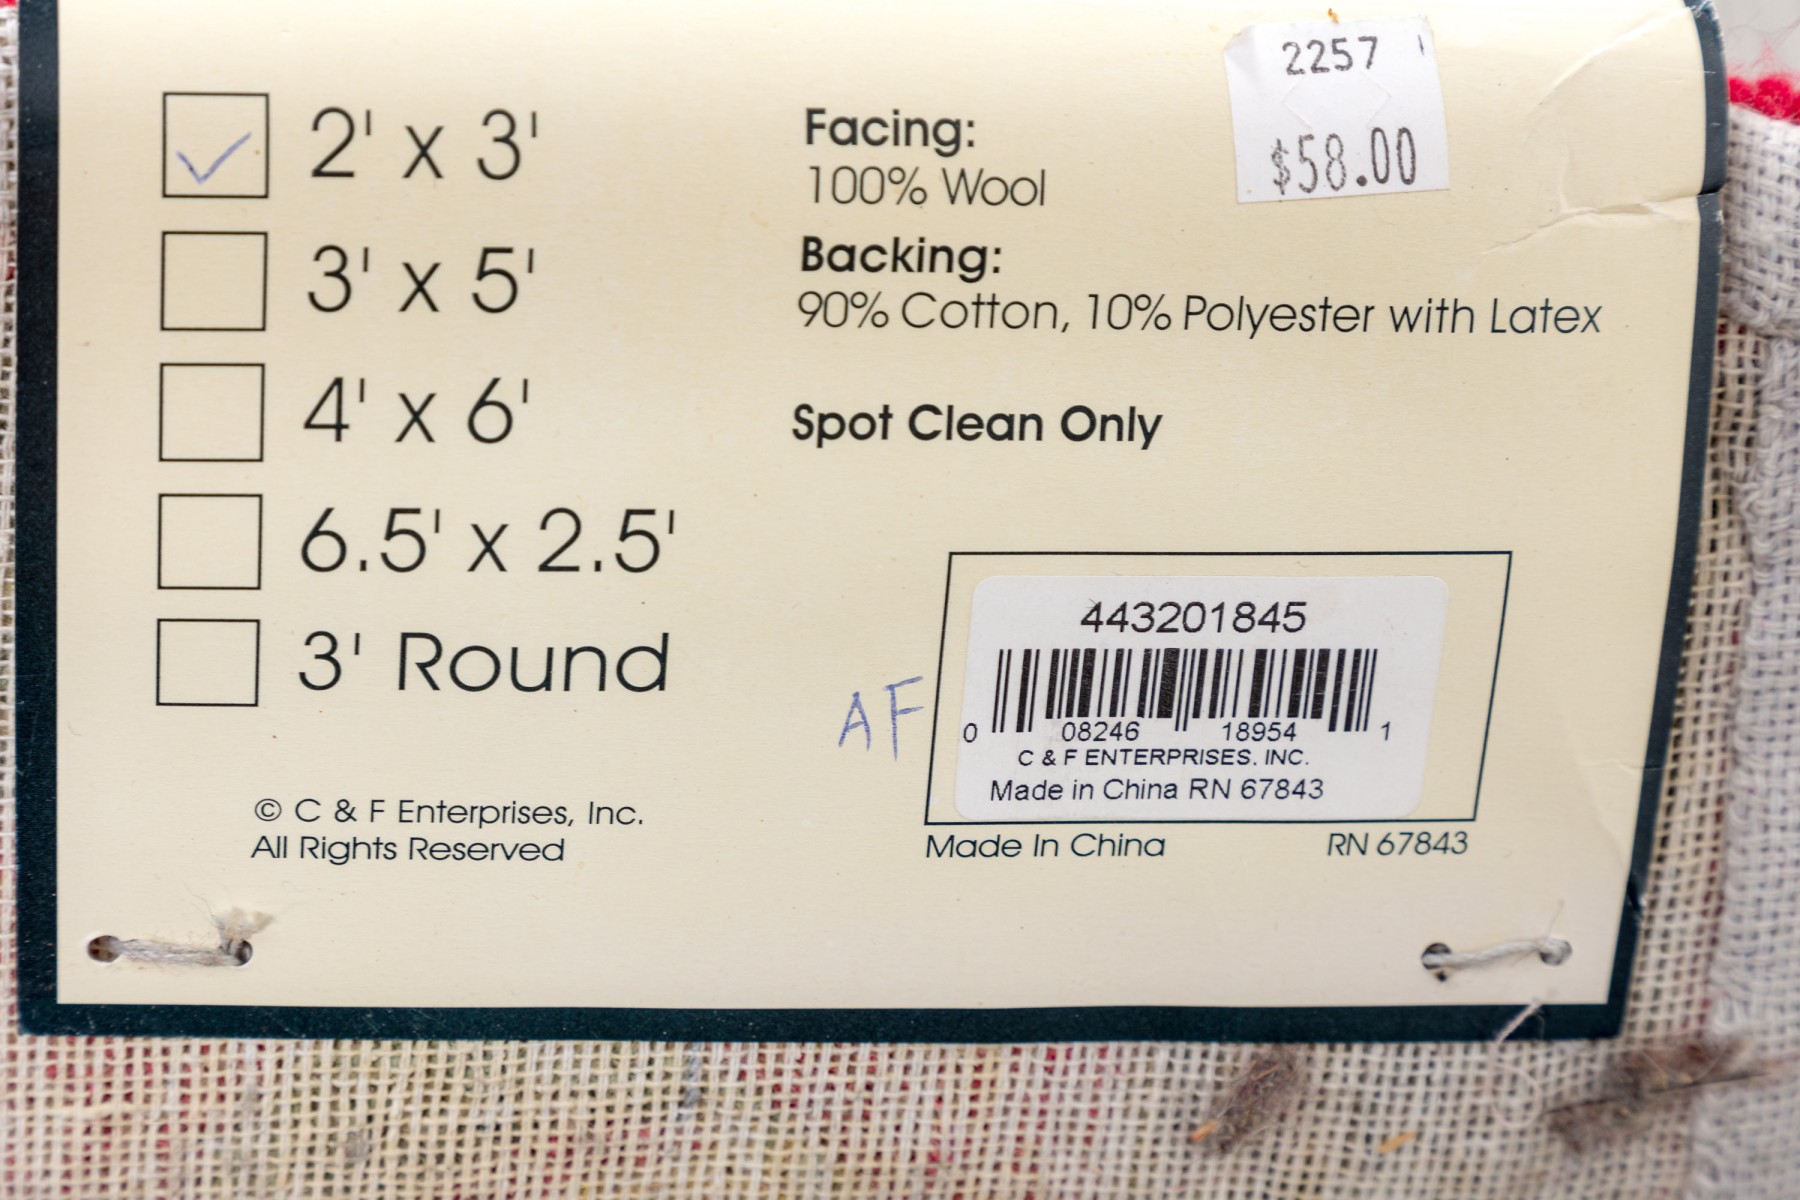 2257
$58.00
2' x 3'
3' x 5'
4' x 6'
6.5' x 2.5'
3' Round
Facing:
100% Wool
Backing:
90% Cotton, 10% Polyester with Latex
Spot Clean Only
AF
443201845
0 08246 18954 1
C & F ENTERPRISES. INC.
Made in China RN 67843
Made In China RN 67843
© C & F Enterprises, Inc.
All Rights Reserved